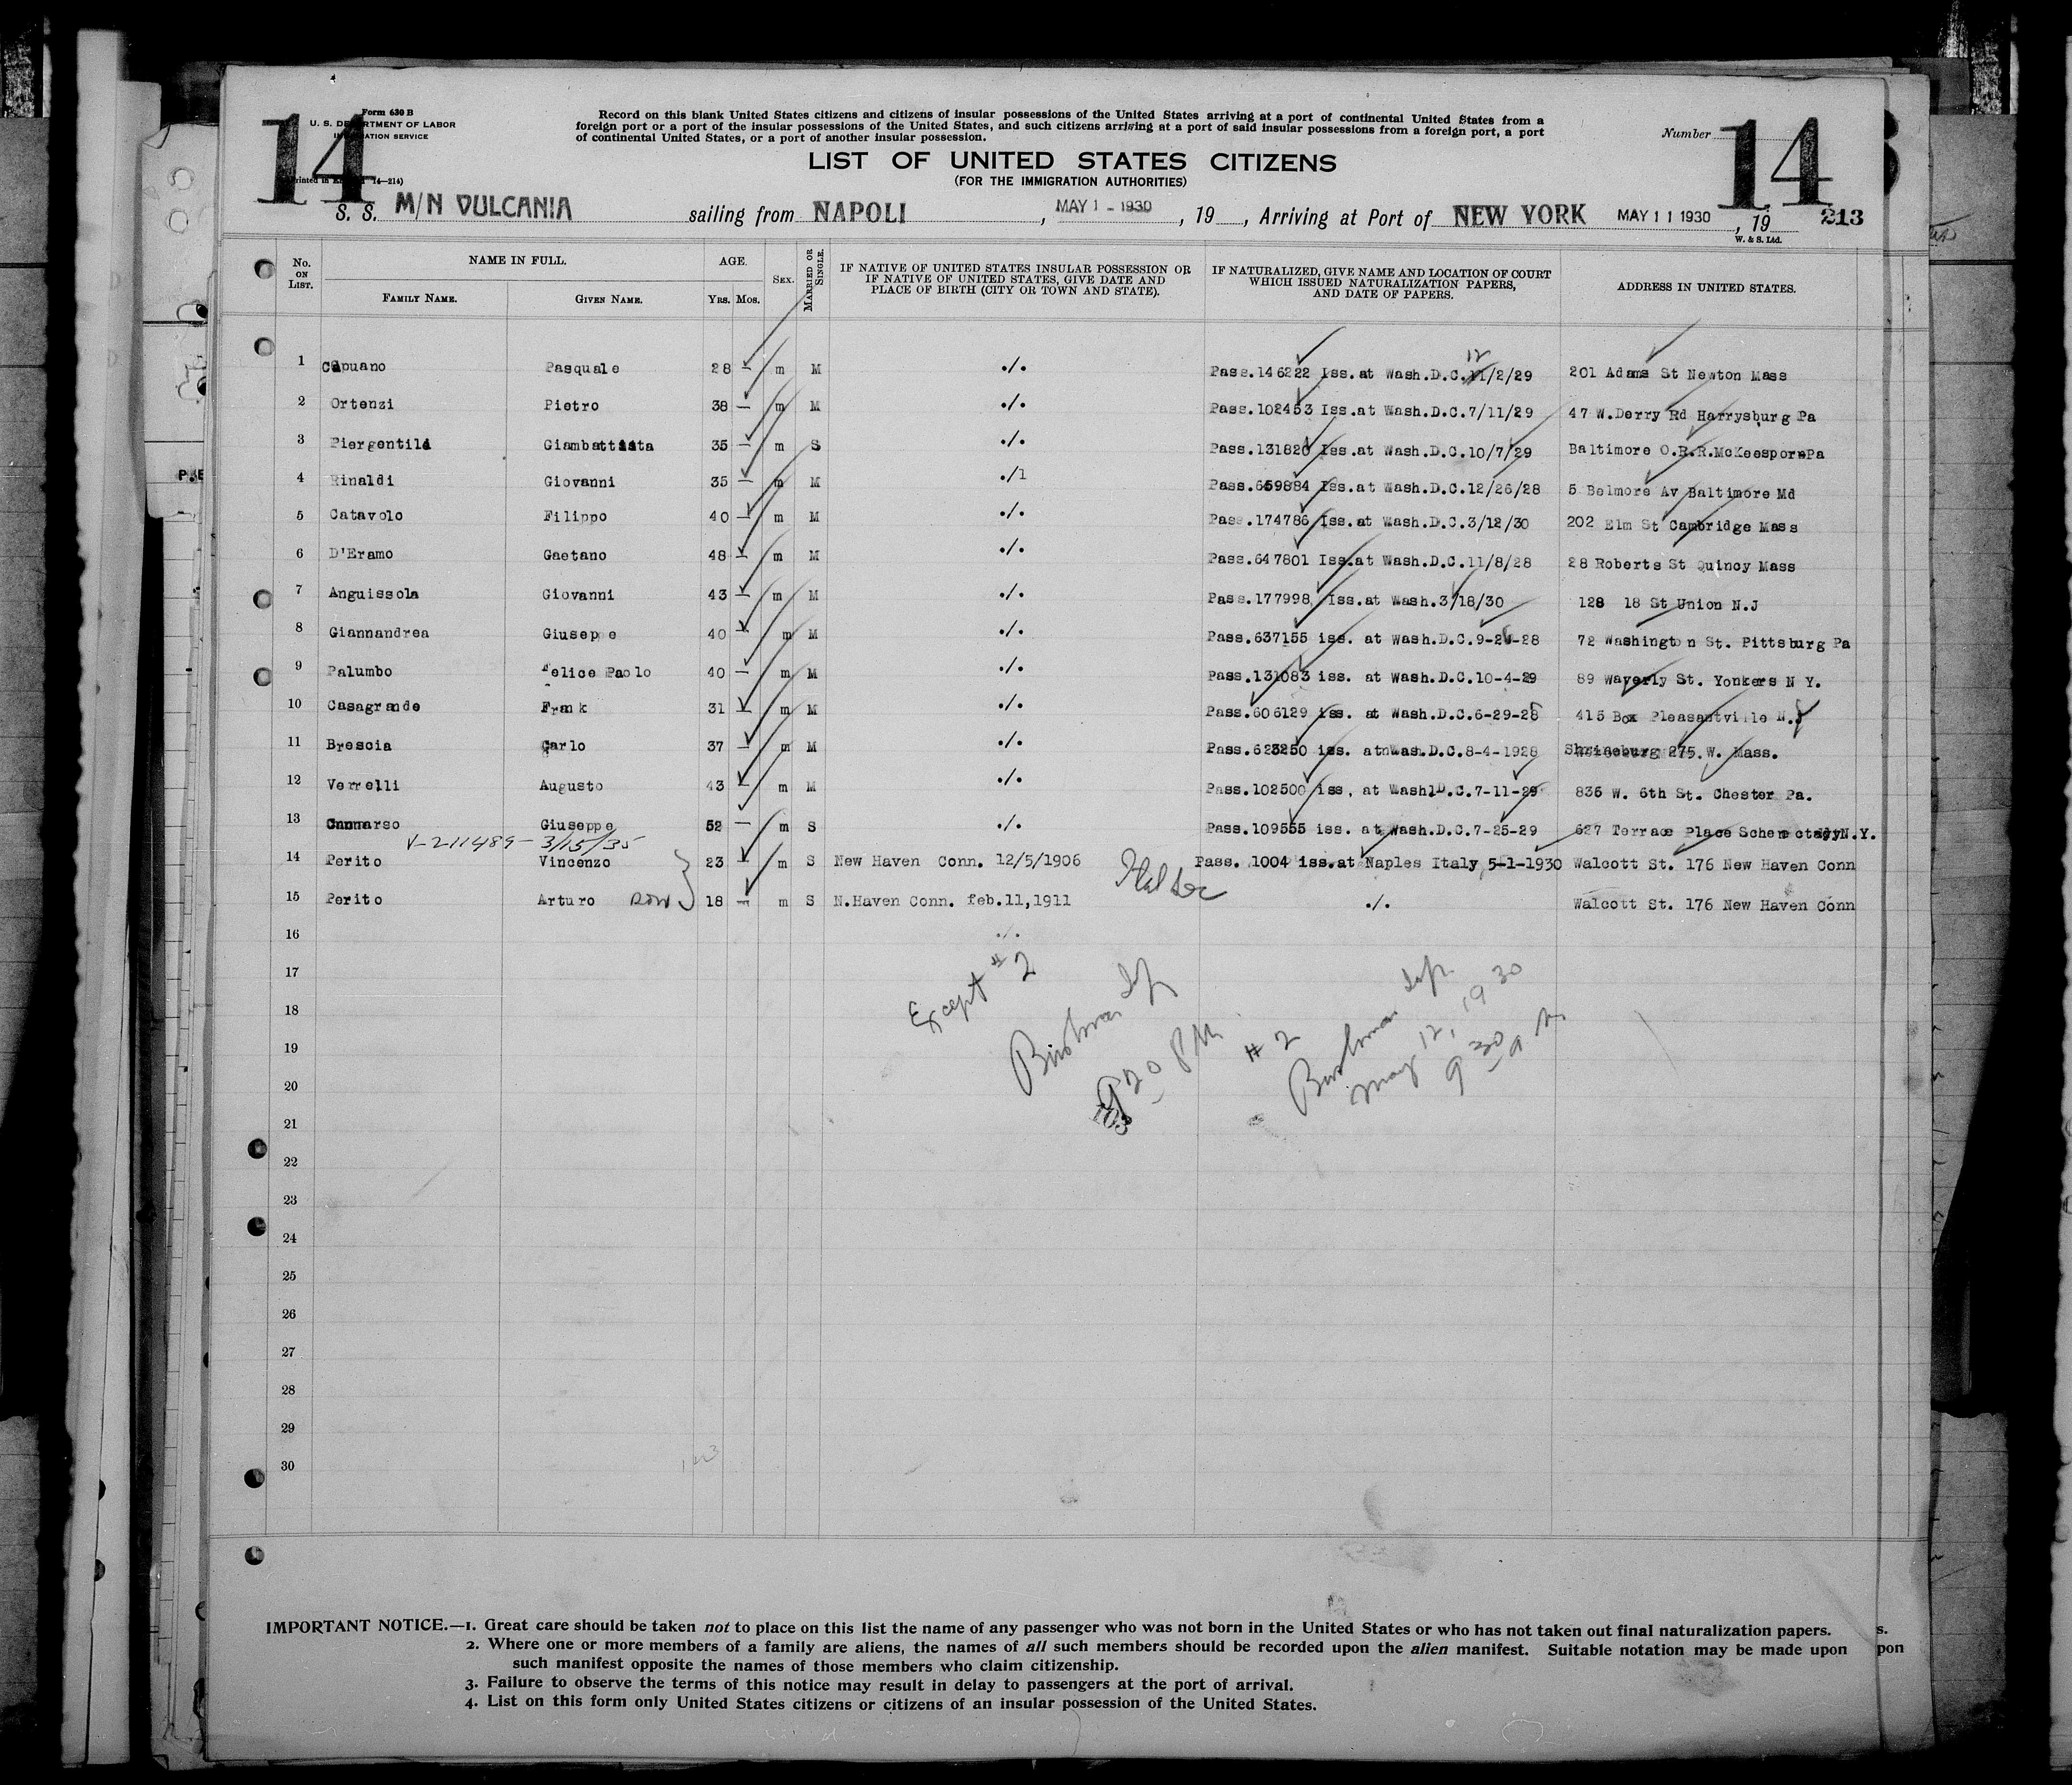 14
Form 630 B
U. S. DEPARTMENT OF LABOR
IMMIGRATION SERVICE
Record on this blank United States citizens and citizens of insular possessions of the United States arriving at a port of continental United States from a
foreign port or a port of the insular possessions of the United States, and such citizens arriving at a port of said insular possessions from a foreign port, a port
of continental United States, or a port of another insular possession.
Number 14
LIST OF UNITED STATES CITIZENS
(FOR THE IMMIGRATION AUTHORITIES)
14—214)
S. S. M/N VULCANIA sailing from NAPOLI, MAY 1 - 1930, 19, Arriving at Port of NEW YORK MAY 11 1930, 19 213
W. & S. Ltd.
No. ON LIST. NAME IN FULL. AGE. SEX. MARRIED OR SINGLE. IF NATIVE OF UNITED STATES INSULAR POSSESSION OR IF NATIVE OF UNITED STATES, GIVE DATE AND PLACE OF BIRTH (CITY OR TOWN AND STATE). IF NATURALIZED, GIVE NAME AND LOCATION OF COURT WHICH ISSUED NATURALIZATION PAPERS, AND DATE OF PAPERS. ADDRESS IN UNITED STATES.
FAMILY NAME. GIVEN NAME. YRS. MOS.
1 Capuano Pasquale 28 — m M ./. Pass.146222 Iss.at Wash.D.C.11/2/29 12 201 Adams St Newton Mass
2 Ortenzi Pietro 38 — m M ./. Pass.102453 Iss.at Wash.D.C.7/11/29 47 W.Derry Rd Harrysburg Pa
3 Piergentili Giambattista 35 — m S ./. Pass.131820 Iss.at Wash.D.C.10/7/29 Baltimore O.R.R.McKeesporn Pa
4 Rinaldi Giovanni 35 — m M ./1 Pass.659884 Iss.at Wash.D.C.12/26/28 5 Belmore Av Baltimore Md
5 Catavolo Filippo 40 — m M ./. Pass.174786 Iss.at Wash.D.C.3/12/30 202 Elm St Cambridge Mass
6 D'Eramo Gaetano 48 — m M ./. Pass.647801 Iss.at Wash.D.C.11/8/28 28 Roberts St Quincy Mass
7 Anguissola Giovanni 43 — m M ./. Pass.177998 Iss.at Wash.3/18/30 128 18 St Union N.J
8 Giannandrea Giuseppe 40 — m M ./. Pass.637155 iss. at Wash.D.C.9-26-28 72 Washington St. Pittsburg Pa
9 Palumbo Felice Paolo 40 — m M ./. Pass.131083 iss. at Wash.D.C.10-4-29 89 Waverly St. Yonkers N Y.
10 Casagrande Frank 31 — m M ./. Pass.606129 iss. at Wash.D.C.6-29-28 415 Box Pleasantville N.J
11 Brescia Carlo 37 — m M ./. Pass.623250 iss. atnWas.D.C.8-4-1928 275.W. Mass.
12 Verrelli Augusto 43 — m M ./. Pass.102500 iss, at Wash.D.C.7-11-29 836 W. 6th St. Chester Pa.
13 Giuseppe 52 — m S ./. Pass.109555 iss. at Wash.D.C.7-25-29 627 Terrace Place Schenectady N.Y.
V-211489 - 3/15/35
14 Perito Vincenzo 23 — m S New Haven Conn. 12/5/1906 Pass. 1004 iss.at Naples Italy 5-1-1930 Walcott St. 176 New Haven Conn
15 Perito Arturo 18 — m S N.Haven Conn. feb.11,1911 ./. Walcott St. 176 New Haven Conn
16 ./.
17 Except #2
18
19 #2
20 9 20 PM May 12, 1930
21 9 30 a m
22
23
24
25
26
27
28
29
30
IMPORTANT NOTICE.—1. Great care should be taken not to place on this list the name of any passenger who was not born in the United States or who has not taken out final naturalization papers. s.
2. Where one or more members of a family are aliens, the names of all such members should be recorded upon the alien manifest. Suitable notation may be made upon pon
such manifest opposite the names of those members who claim citizenship.
3. Failure to observe the terms of this notice may result in delay to passengers at the port of arrival.
4. List on this form only United States citizens or citizens of an insular possession of the United States.